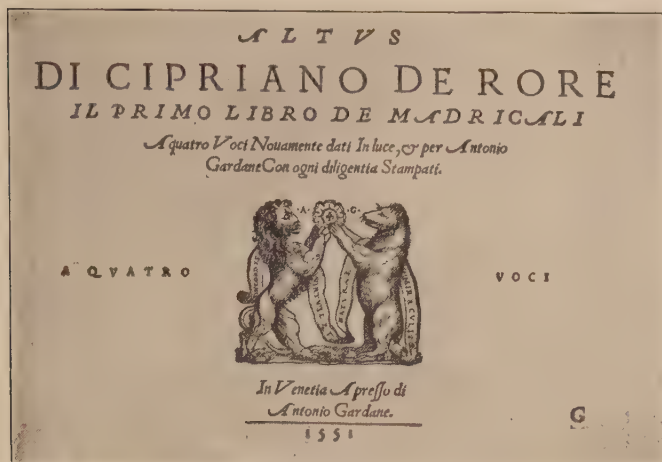 ALTVS
DI CIPRIANO DE RORE
IL PRIMO LIBRO DE MADRICALI
A quatro Voci Nouamente dati In luce, & per Antonio
Gardane Con ogni diligentia Stampati.
·A· G·
A QVATRO VOCI
In Venetia Apresso di
Antonio Gardane.
1551
G